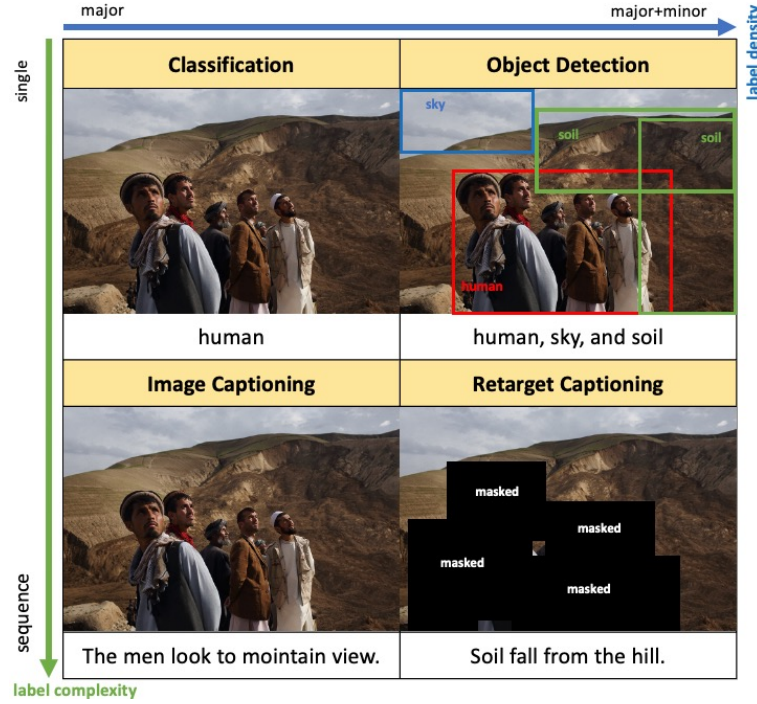 major
major+minor
label density
single
Classification
Object Detection
sky
soil
soil
human
human
human, sky, and soil
Image Captioning
Retarget Captioning
masked
masked
masked
masked
sequence
The men look to mointain view.
Soil fall from the hill.
label complexity